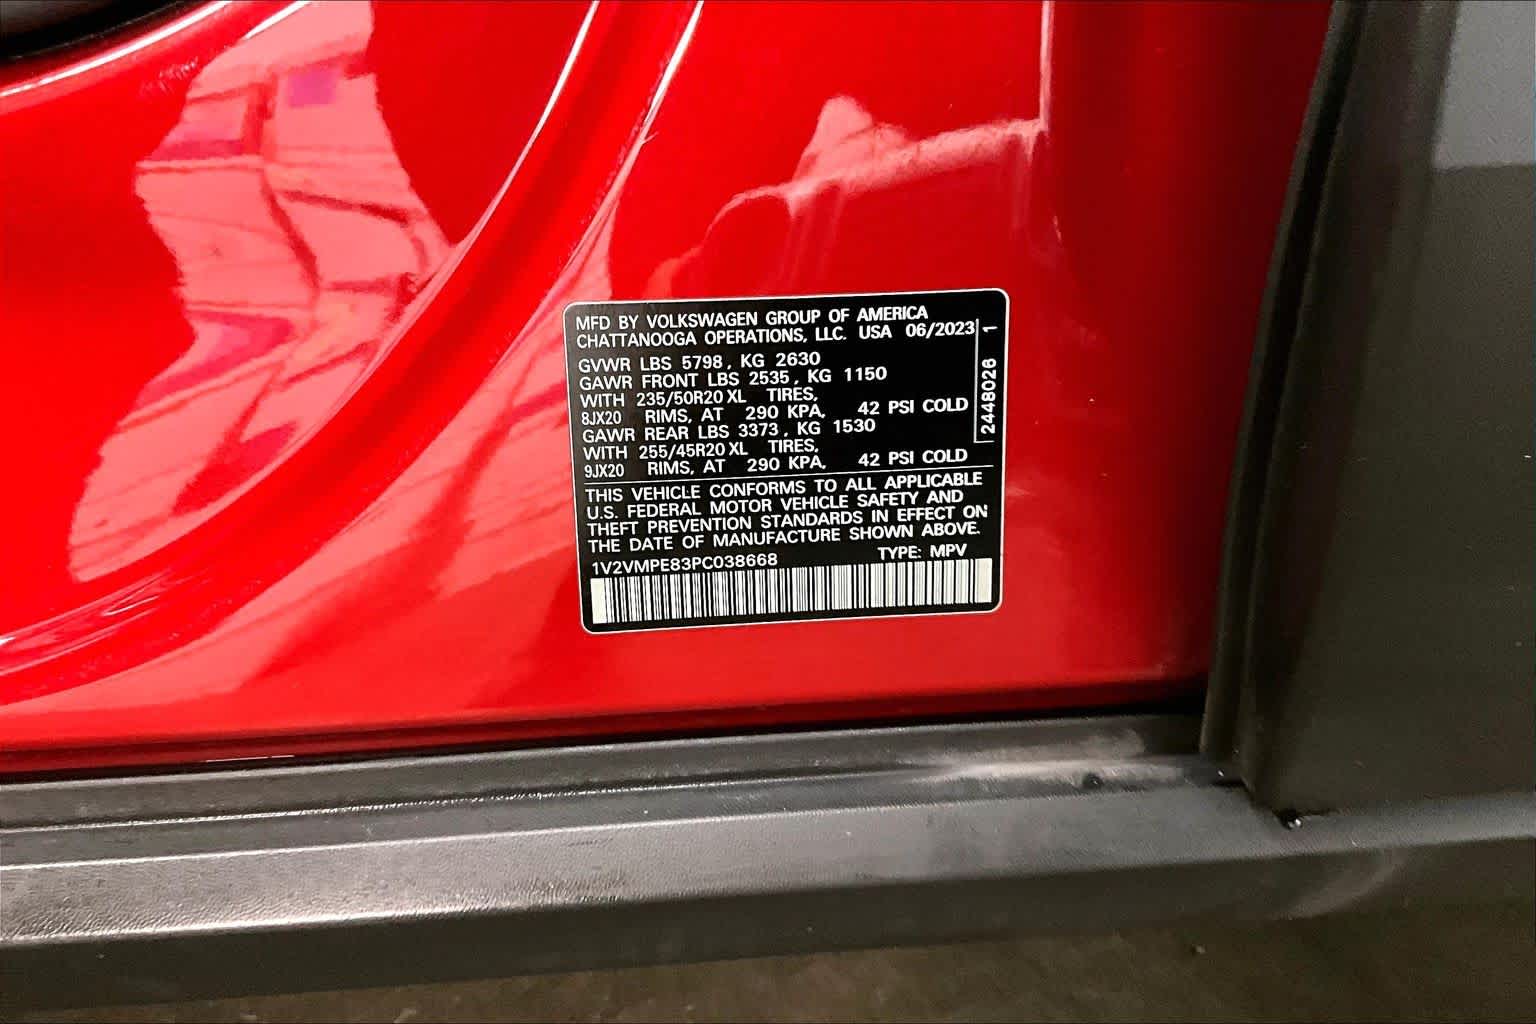 MFD BY VOLKSWAGEN GROUP OF AMERICA
CHATTANOOGA OPERATIONS, LLC. USA 06/2023
GVWR LBS 5798, KG 2630
GAWR FRONT LBS 2535, KG 1150
WITH 235/50R20 XL TIRES,
8JX20 RIMS, AT 290 KPA, 42 PSI COLD
GAWR REAR LBS 3373, KG 1530
WITH 255/45R20 XL TIRES,
9JX20 RIMS, AT 290 KPA, 42 PSI COLD
2448026 1
THIS VEHICLE CONFORMS TO ALL APPLICABLE
U.S. FEDERAL MOTOR VEHICLE SAFETY AND
THEFT PREVENTION STANDARDS IN EFFECT ON
THE DATE OF MANUFACTURE SHOWN ABOVE.
1V2VMPE83PC038668 TYPE: MPV